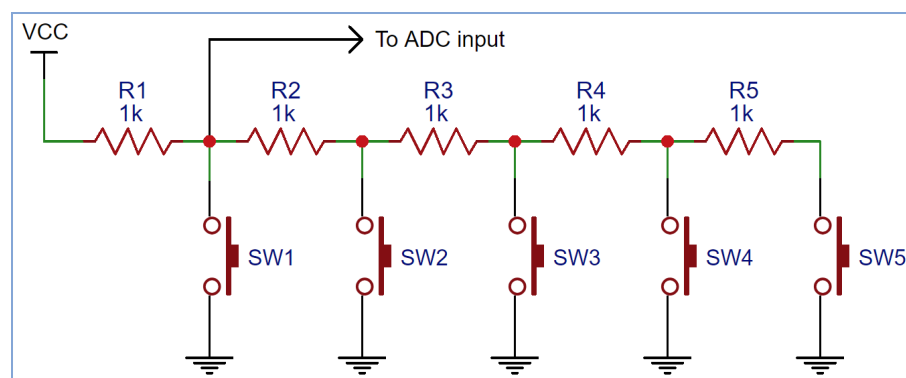 VCC
To ADC input
R1 R2 R3 R4 R5
1k 1k 1k 1k 1k
SW1 SW2 SW3 SW4 SW5